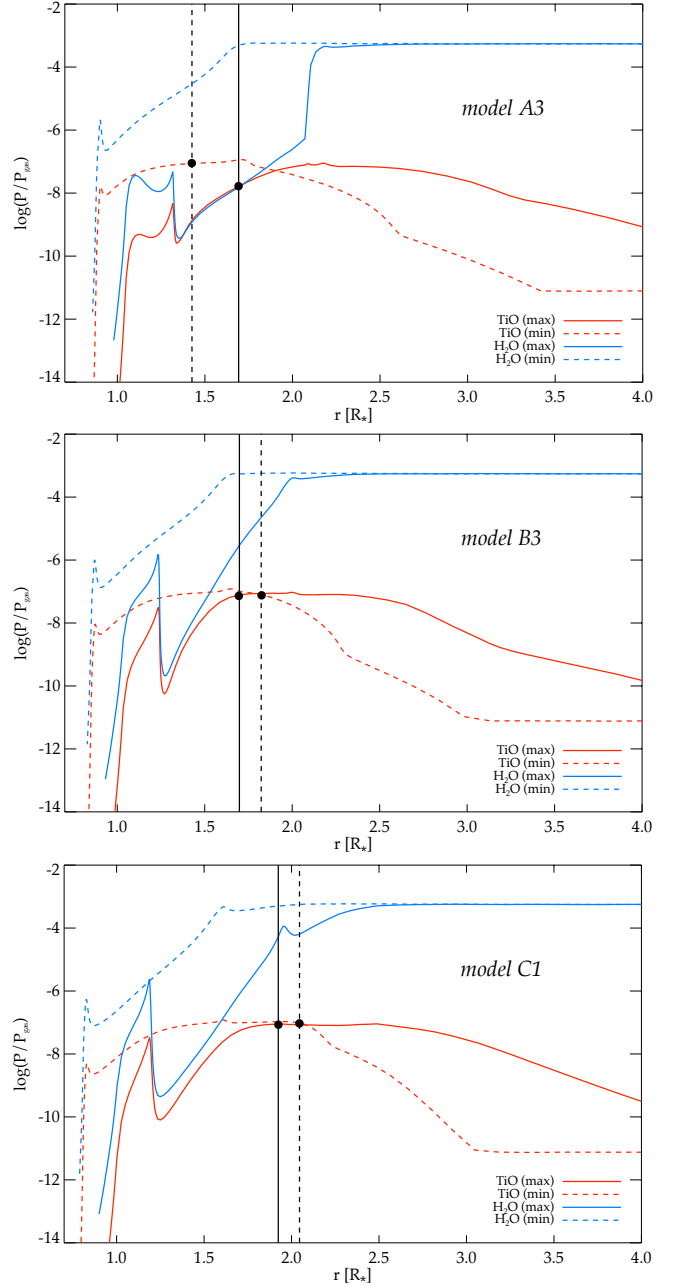 -2
-4
-6
-8
-10
-12
-14
log(P/P_gas)
model A3
TiO (max)
TiO (min)
H₂O (max)
H₂O (min)
1.0 1.5 2.0 2.5 3.0 3.5 4.0
r [R_*]
-2
-4
-6
-8
-10
-12
-14
log(P/P_gas)
model B3
TiO (max)
TiO (min)
H₂O (max)
H₂O (min)
1.0 1.5 2.0 2.5 3.0 3.5 4.0
r [R_*]
-2
-4
-6
-8
-10
-12
-14
log(P/P_gas)
model C1
TiO (max)
TiO (min)
H₂O (max)
H₂O (min)
1.0 1.5 2.0 2.5 3.0 3.5 4.0
r [R_*]